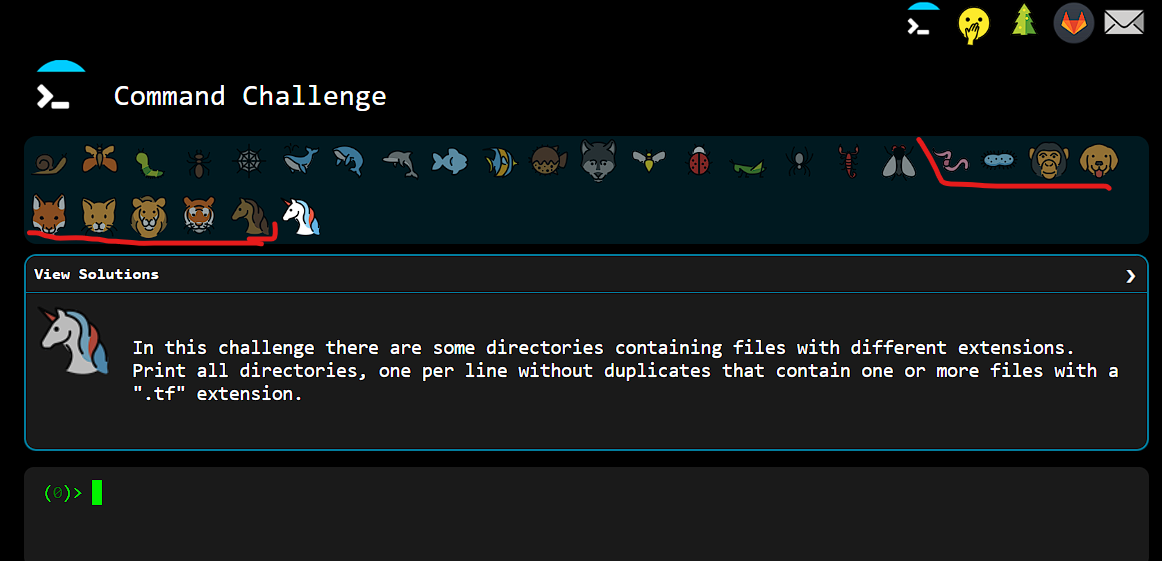 Command Challenge
View Solutions
In this challenge there are some directories containing files with different extensions.
Print all directories, one per line without duplicates that contain one or more files with a
".tf" extension.
(0)>